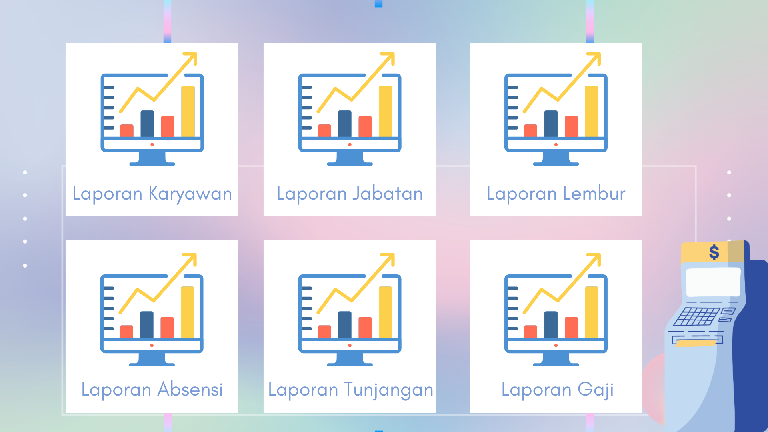 Laporan Karyawan
Laporan Jabatan
Laporan Lembur
$
Laporan Absensi
Laporan Tunjangan
Laporan Gaji